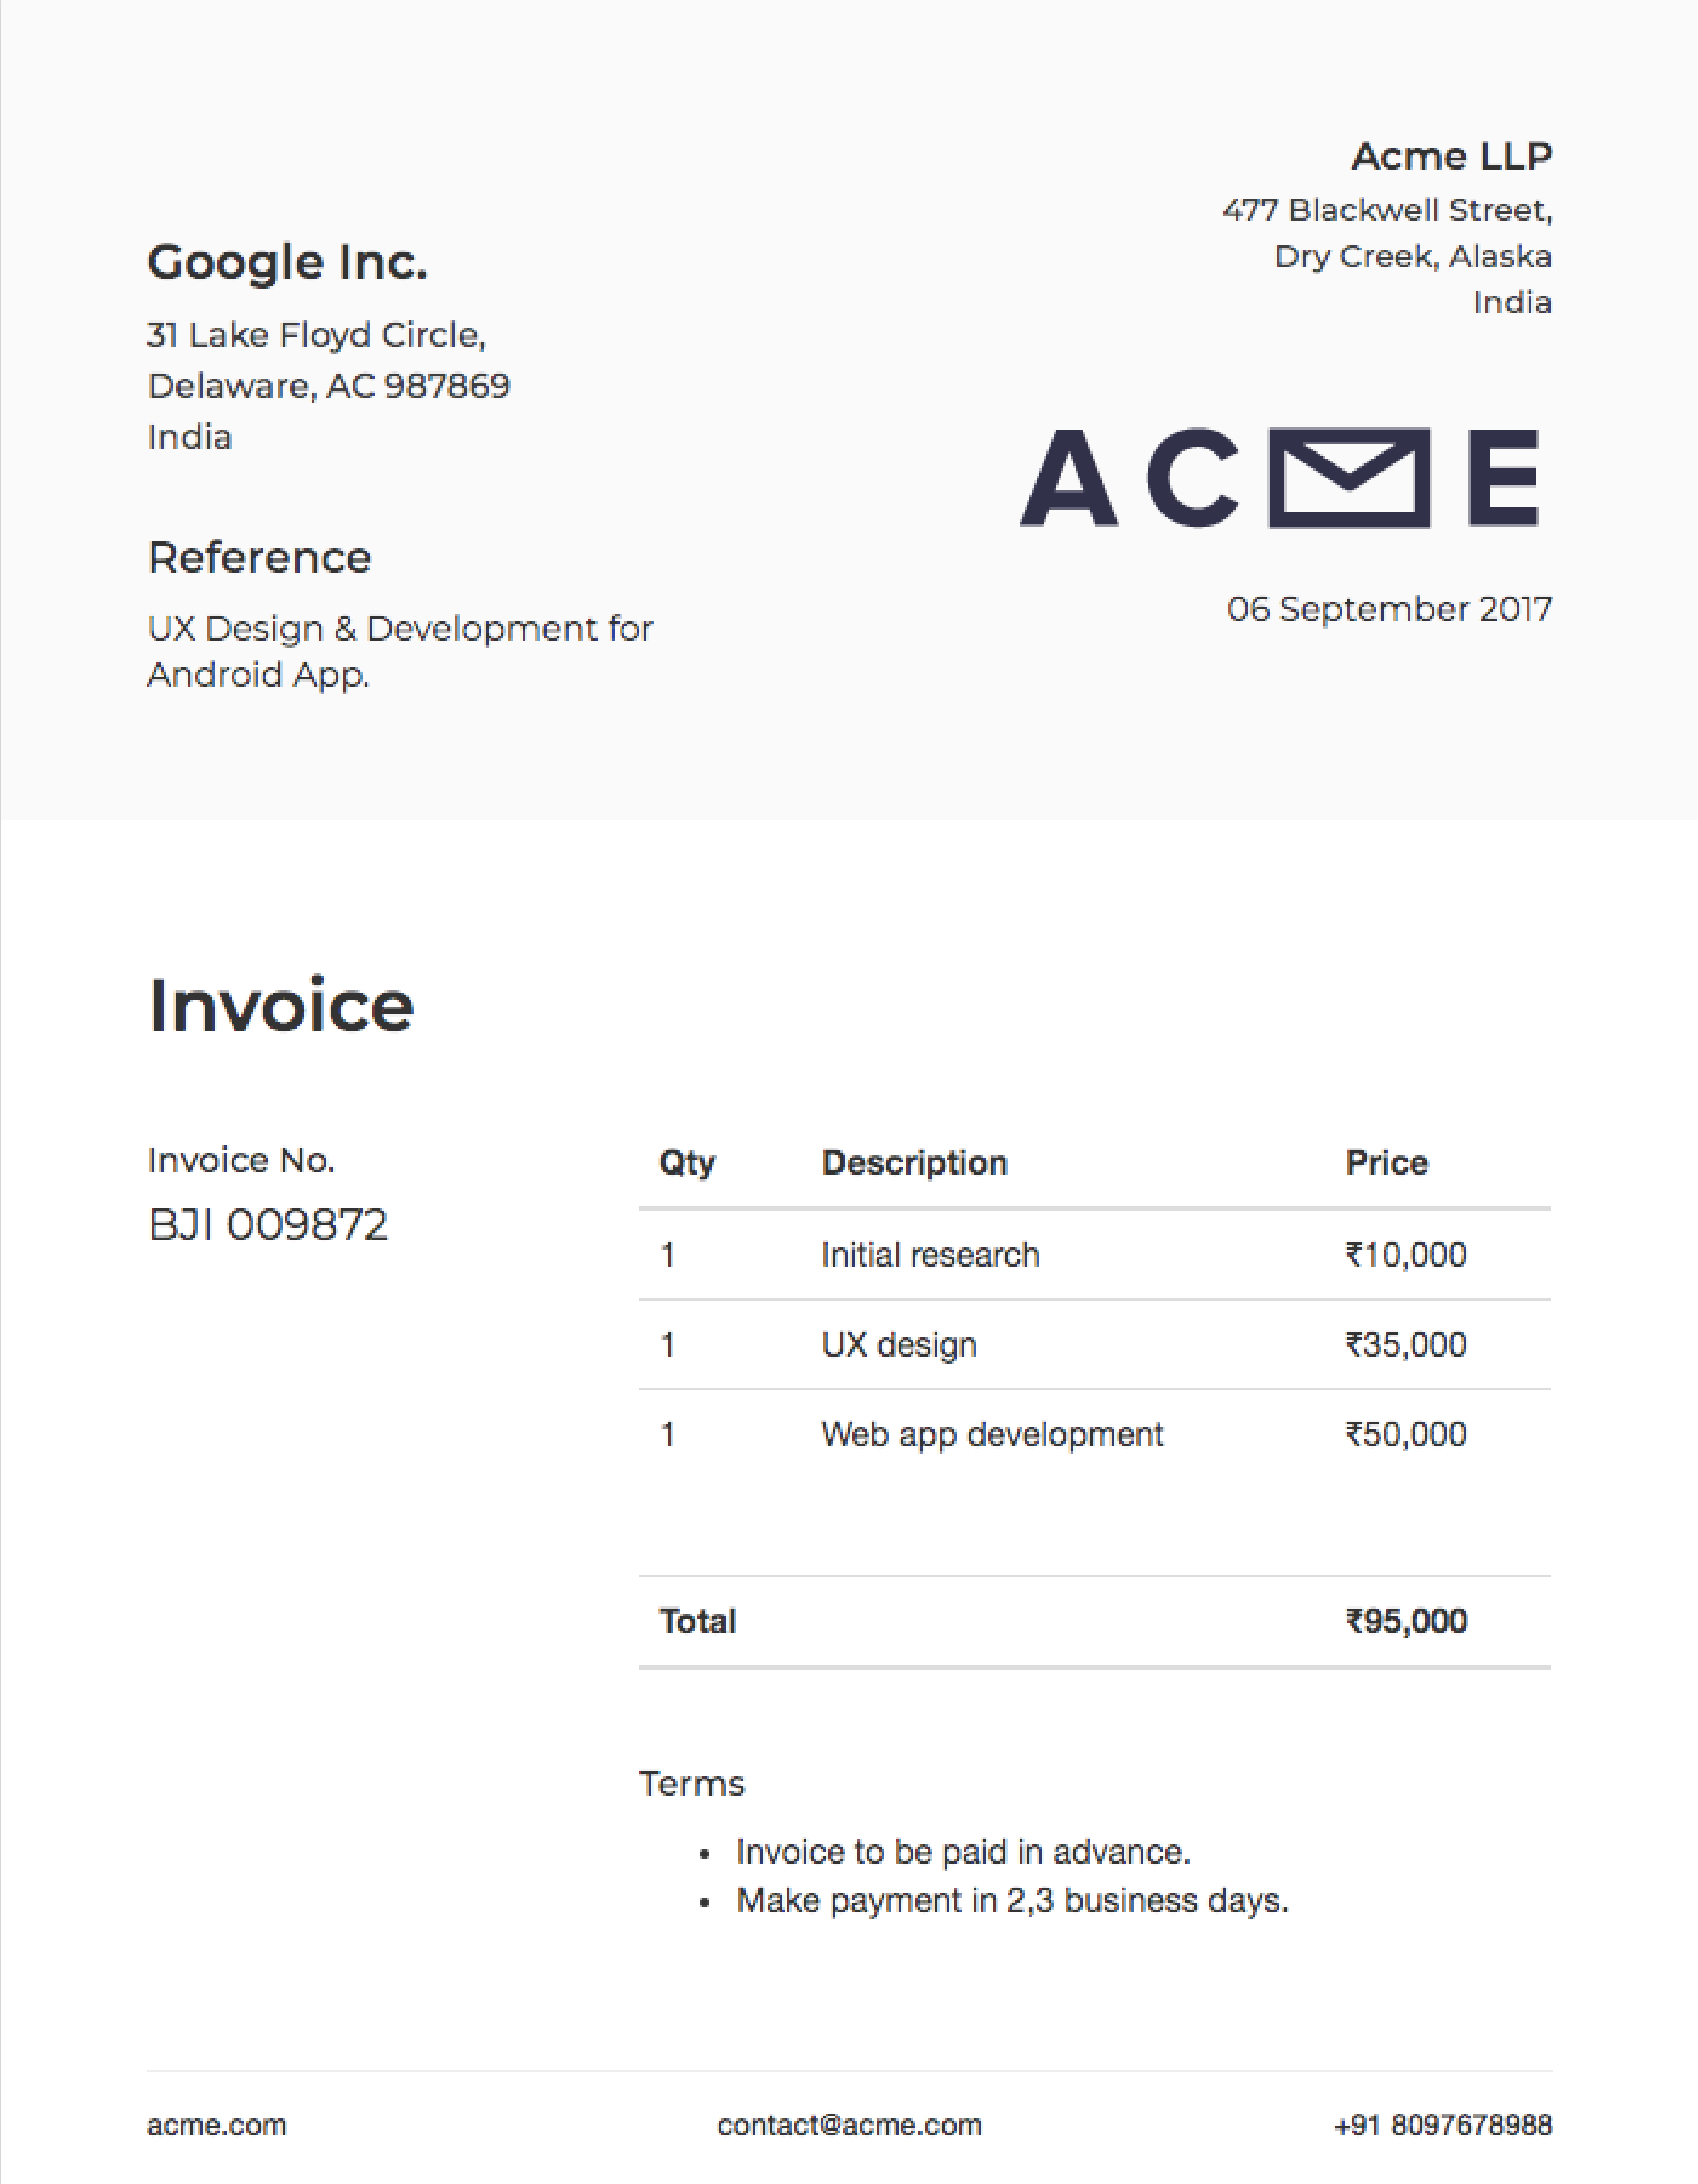 Acme LLP
477 Blackwell Street,
Dry Creek, Alaska
India
Google Inc.
31 Lake Floyd Circle,
Delaware, AC 987869
India
ACME
Reference
UX Design & Development for
Android App.
06 September 2017
Invoice
Invoice No.
BJI 009872
Qty Description Price
1 Initial research ₹10,000
1 UX design ₹35,000
1 Web app development ₹50,000
Total ₹95,000
Terms
• Invoice to be paid in advance.
• Make payment in 2,3 business days.
acme.com contact@acme.com +91 8097678988